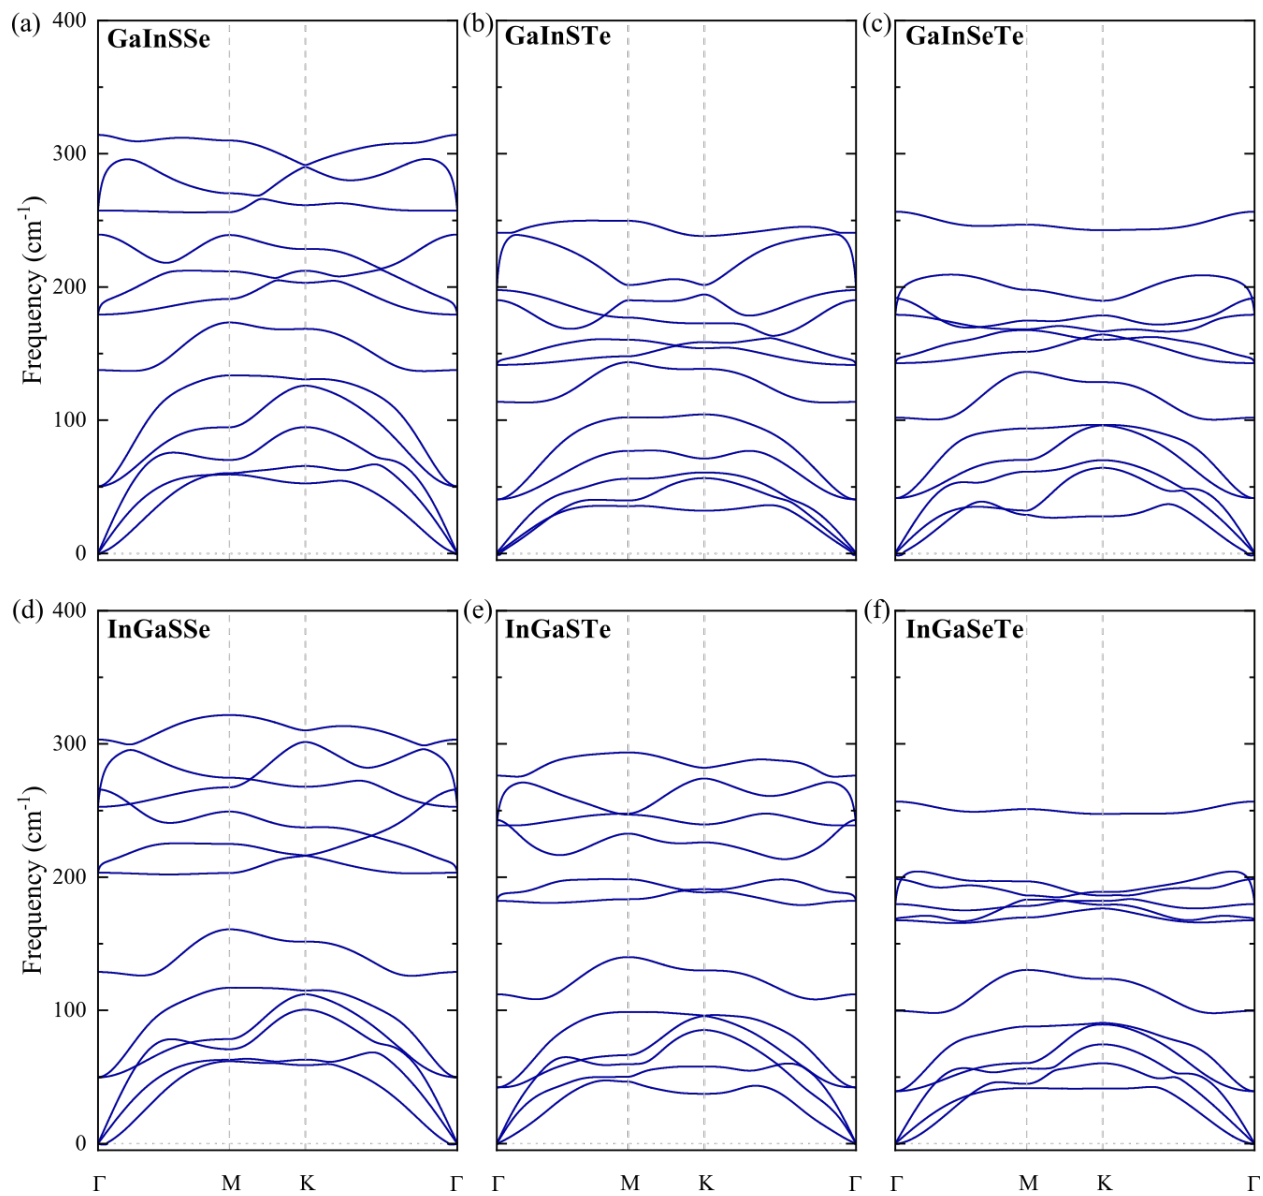 (a) GaInSSe
(b) GaInSTe
(c) GaInSeTe
400
300
200
100
0
Frequency (cm-1)
(d) InGaSSe
(e) InGaSTe
(f) InGaSeTe
400
300
200
100
0
Frequency (cm-1)
Γ M K Γ
M K
Γ M K Γ